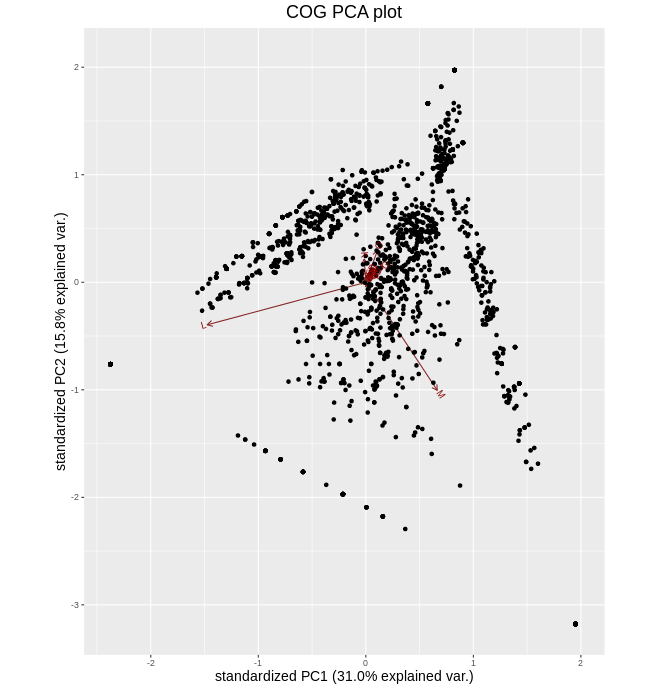 COG PCA plot
standardized PC2 (15.8% explained var.)
2
1
0
-1
-2
-3
L
M
-2
-1
0
1
2
standardized PC1 (31.0% explained var.)